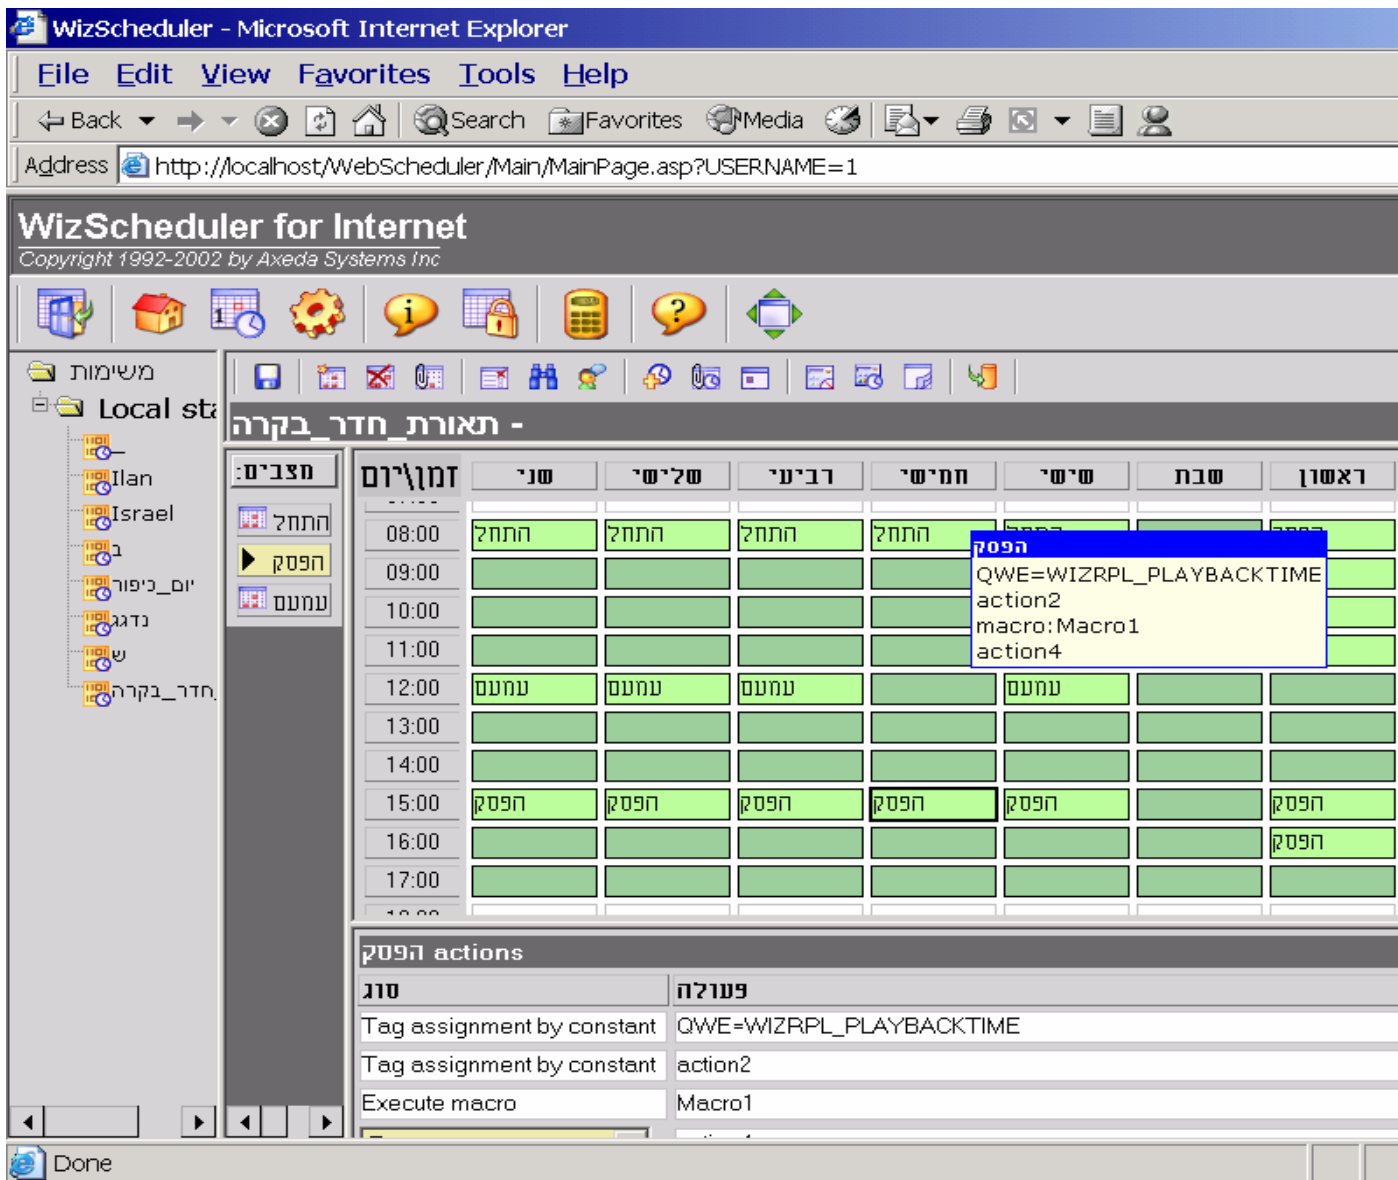 WizScheduler - Microsoft Internet Explorer
File Edit View Favorites Tools Help
Back Search Favorites Media
Address http://localhost/WebScheduler/Main/MainPage.asp?USERNAME=1
WizScheduler for Internet
Copyright 1992-2002 by Axeda Systems Inc
משימות
Local sta
_
Ilan
Israel
ב
יום_כיפור
נדגג
ש
חדר_בקרה_
תאורת_חדר_בקרה -
מצבים:
התחל
הפסק
עמעם
זמן\יום שני שלישי רביעי חמישי שישי שבת ראשון
08:00 התחל התחל התחל התחל
09:00
10:00
11:00
12:00 עמעם עמעם עמעם עמעם
13:00
14:00
15:00 הפסק הפסק הפסק הפסק הפסק הפסק
16:00 הפסק
17:00
הפסק
QWE=WIZRPL_PLAYBACKTIME
action2
macro:Macro1
action4
הפסק actions
סוג פעולה
Tag assignment by constant QWE=WIZRPL_PLAYBACKTIME
Tag assignment by constant action2
Execute macro Macro1
Done